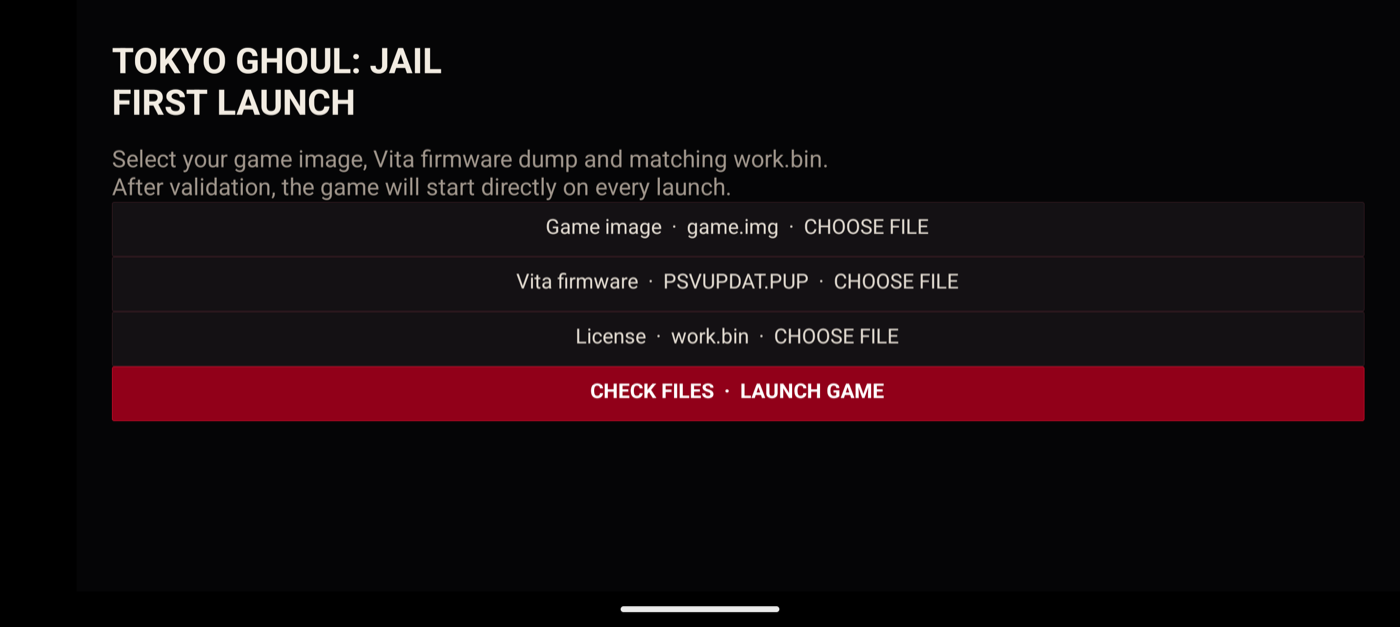 TOKYO GHOUL: JAIL
FIRST LAUNCH
Select your game image, Vita firmware dump and matching work.bin.
After validation, the game will start directly on every launch.
Game image · game.img · CHOOSE FILE
Vita firmware · PSVUPDAT.PUP · CHOOSE FILE
License · work.bin · CHOOSE FILE
CHECK FILES · LAUNCH GAME